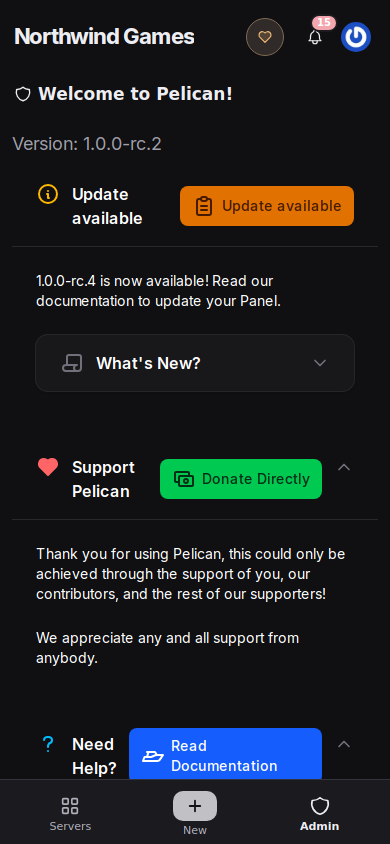 Northwind Games
15
Welcome to Pelican!
Version: 1.0.0-rc.2
Update
available
Update available
1.0.0-rc.4 is now available! Read our
documentation to update your Panel.
What's New?
Support
Pelican
Donate Directly
Thank you for using Pelican, this could only be
achieved through the support of you, our
contributors, and the rest of our supporters!
We appreciate any and all support from
anybody.
Need
Help?
Read
Documentation
Servers
New
Admin